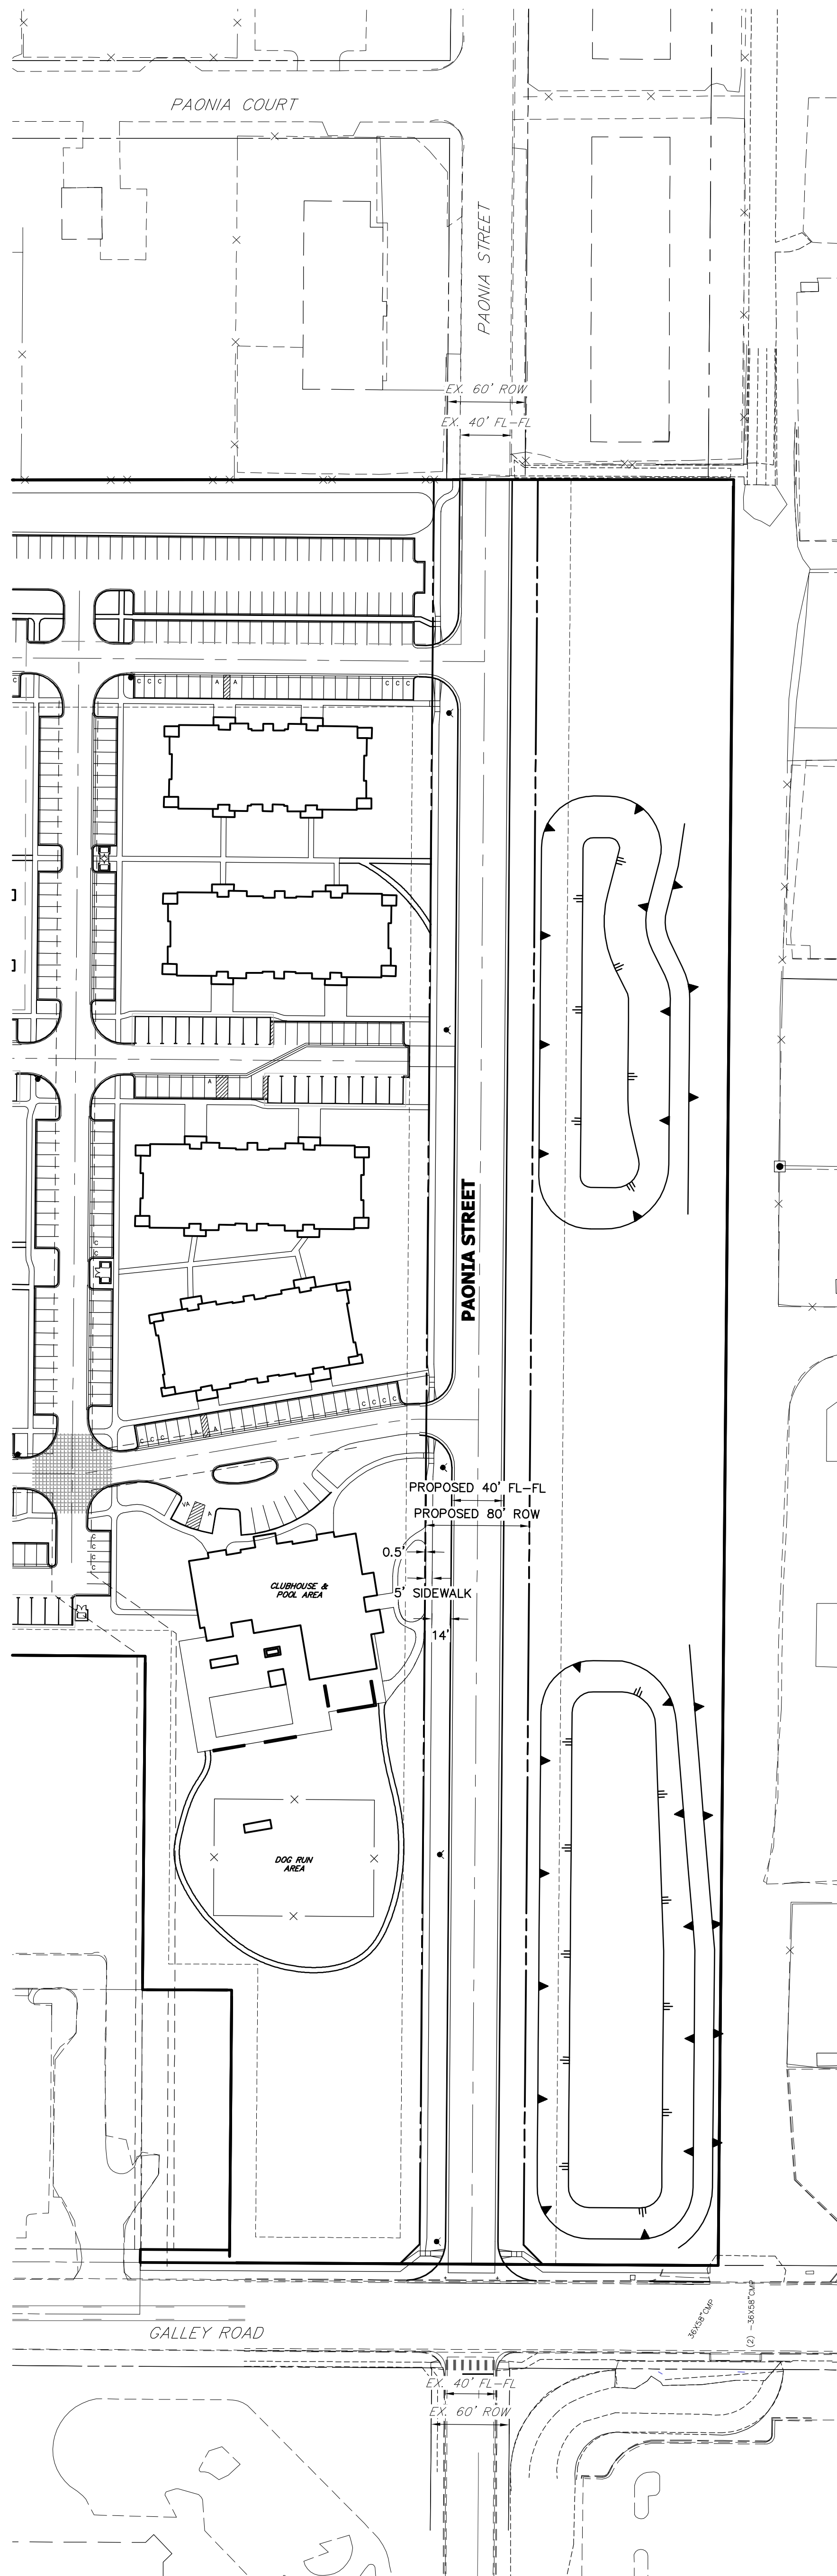 PAONIA COURT
PAONIA STREET
EX. 60' ROW
EX. 40' FL-FL
C
C C C
A A
C C C
A
PAONIA STREET
C
C
C C C
A A
C C C C
PROPOSED 40' FL-FL
PROPOSED 80' ROW
VA
A
C
C
C
C
0.5'
CLUBHOUSE &
POOL AREA
5' SIDEWALK
14'
DOG RUN
AREA
36X58"CMP
(2) -36X58"CMP
GALLEY ROAD
EX. 40' FL-FL
EX. 60' ROW